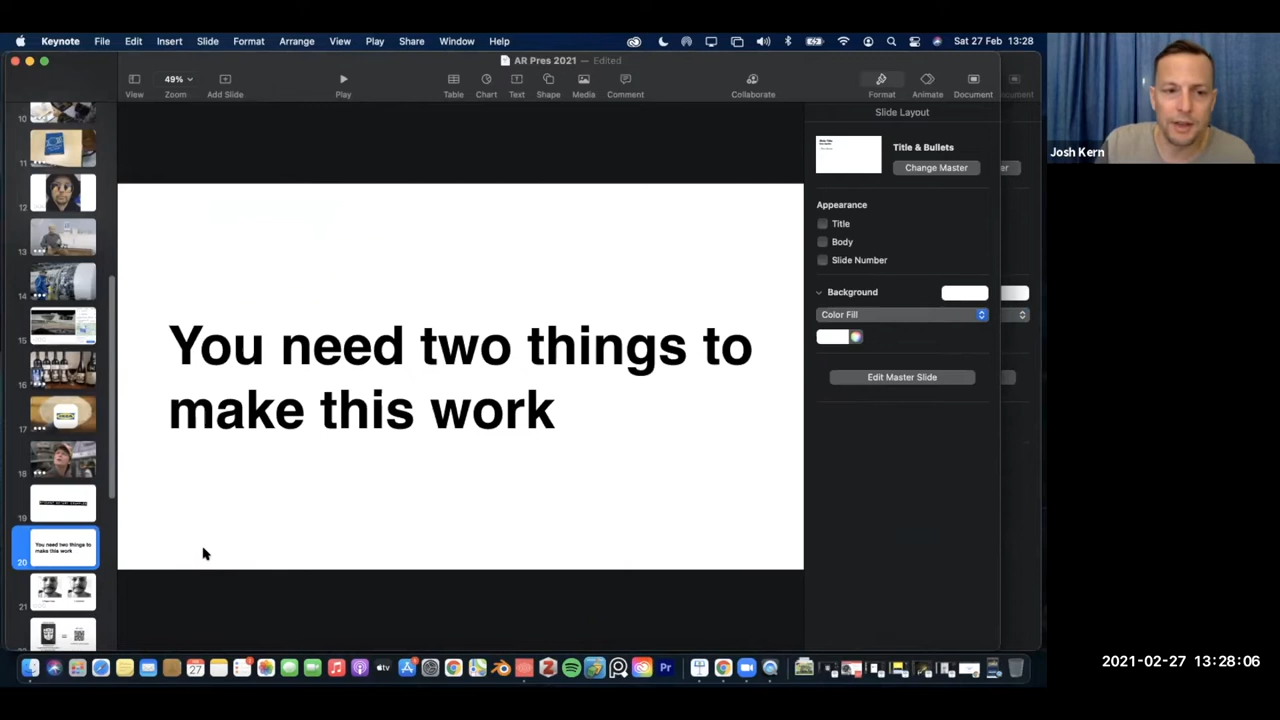 Keynote File Edit Insert Slide Format Arrange View Play Share Window Help Sat 27 Feb 13:28
AR Pres 2021 — Edited
49%
View Zoom Add Slide Play Table Chart Text Shape Media Comment Collaborate Format Animate Document
Slide Layout
Title & Bullets
Change Master
Appearance
Title
Body
Slide Number
Background
Color Fill
Edit Master Slide
10
11
12
13
14
15
16
17
18
19
20
You need two things to
make this work
21
You need two things to
make this work
Josh Kern
27
Pr
2021-02-27 13:28:06